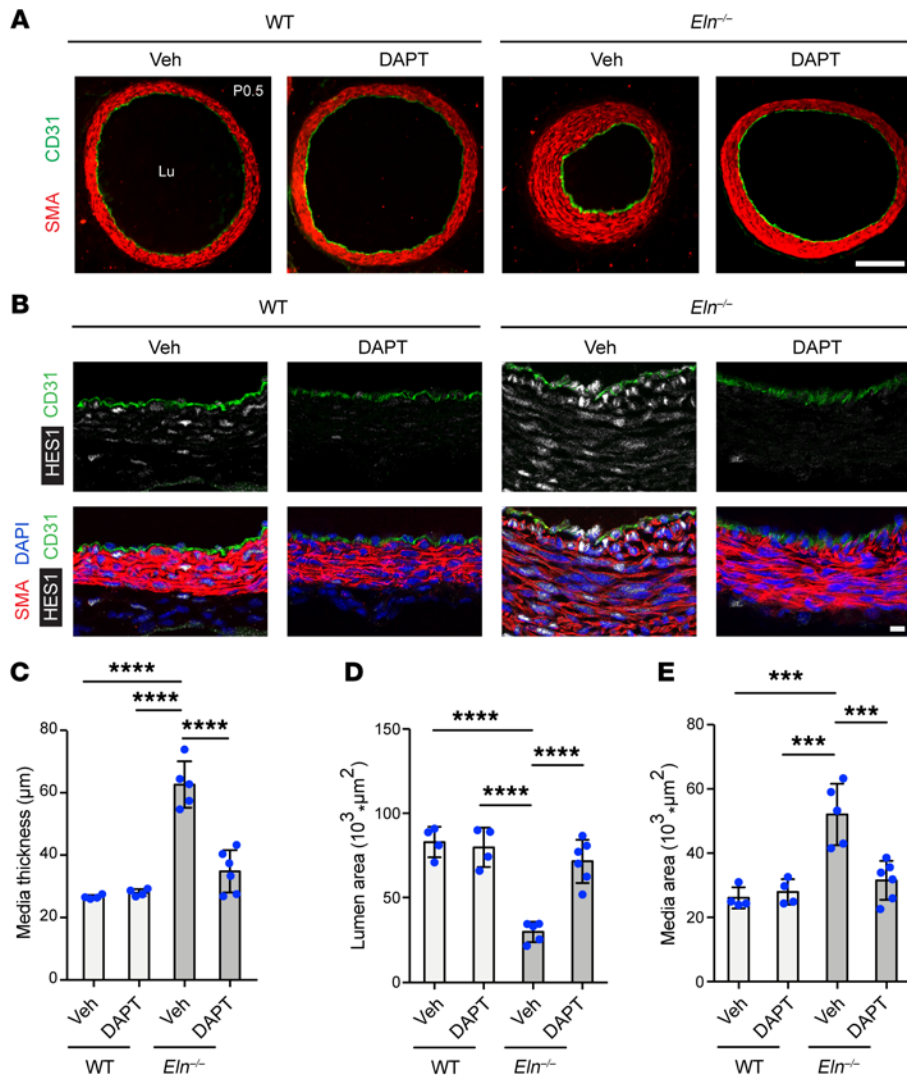 A
WT
Eln–/–
Veh
DAPT
Veh
DAPT
SMA CD31
P0.5
Lu
B
WT
Eln–/–
Veh
DAPT
Veh
DAPT
HES1 CD31
SMA DAPI
HES1 CD31
C
****
****
****
Media thickness (µm)
80
60
40
20
0
Veh
DAPT
Veh
DAPT
WT
Eln–/–
D
****
****
****
Lumen area (10³*µm²)
150
100
50
0
Veh
DAPT
Veh
DAPT
WT
Eln–/–
E
***
***
***
Media area (10³*µm²)
80
60
40
20
0
Veh
DAPT
Veh
DAPT
WT
Eln–/–